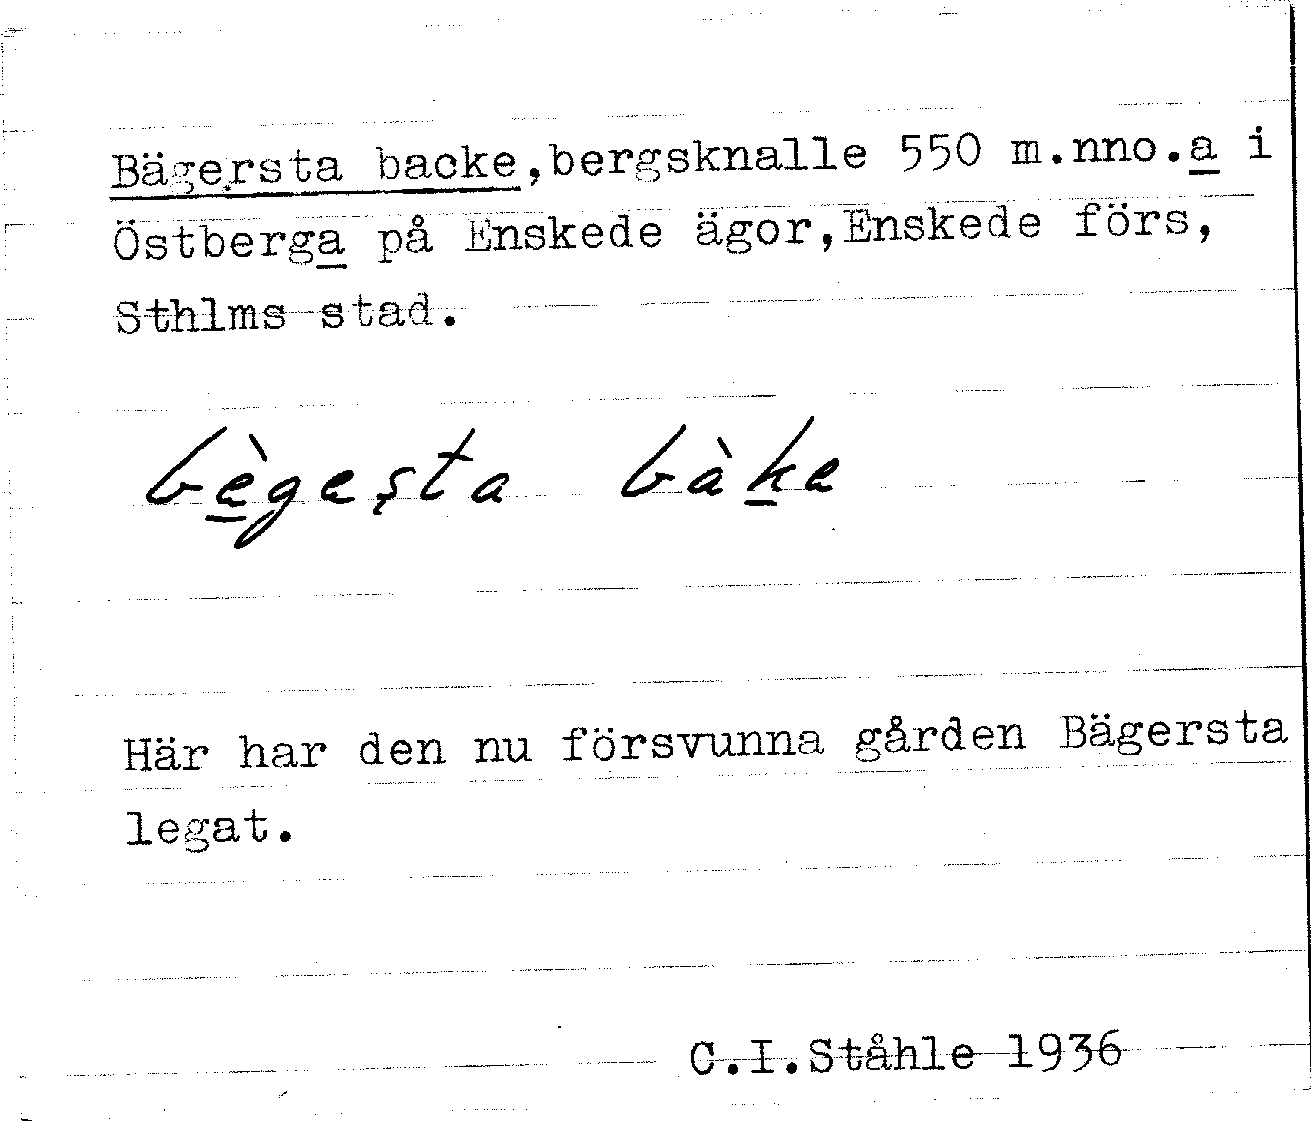 Bägersta backe,bergsknalle 550 m.nno.a i
Östberga på Enskede ägor,Enskede förs,
Sthlms stad.
bègesta bàke
Här har den nu försvunna gården Bägersta
legat.
C.I.Ståhle 1936